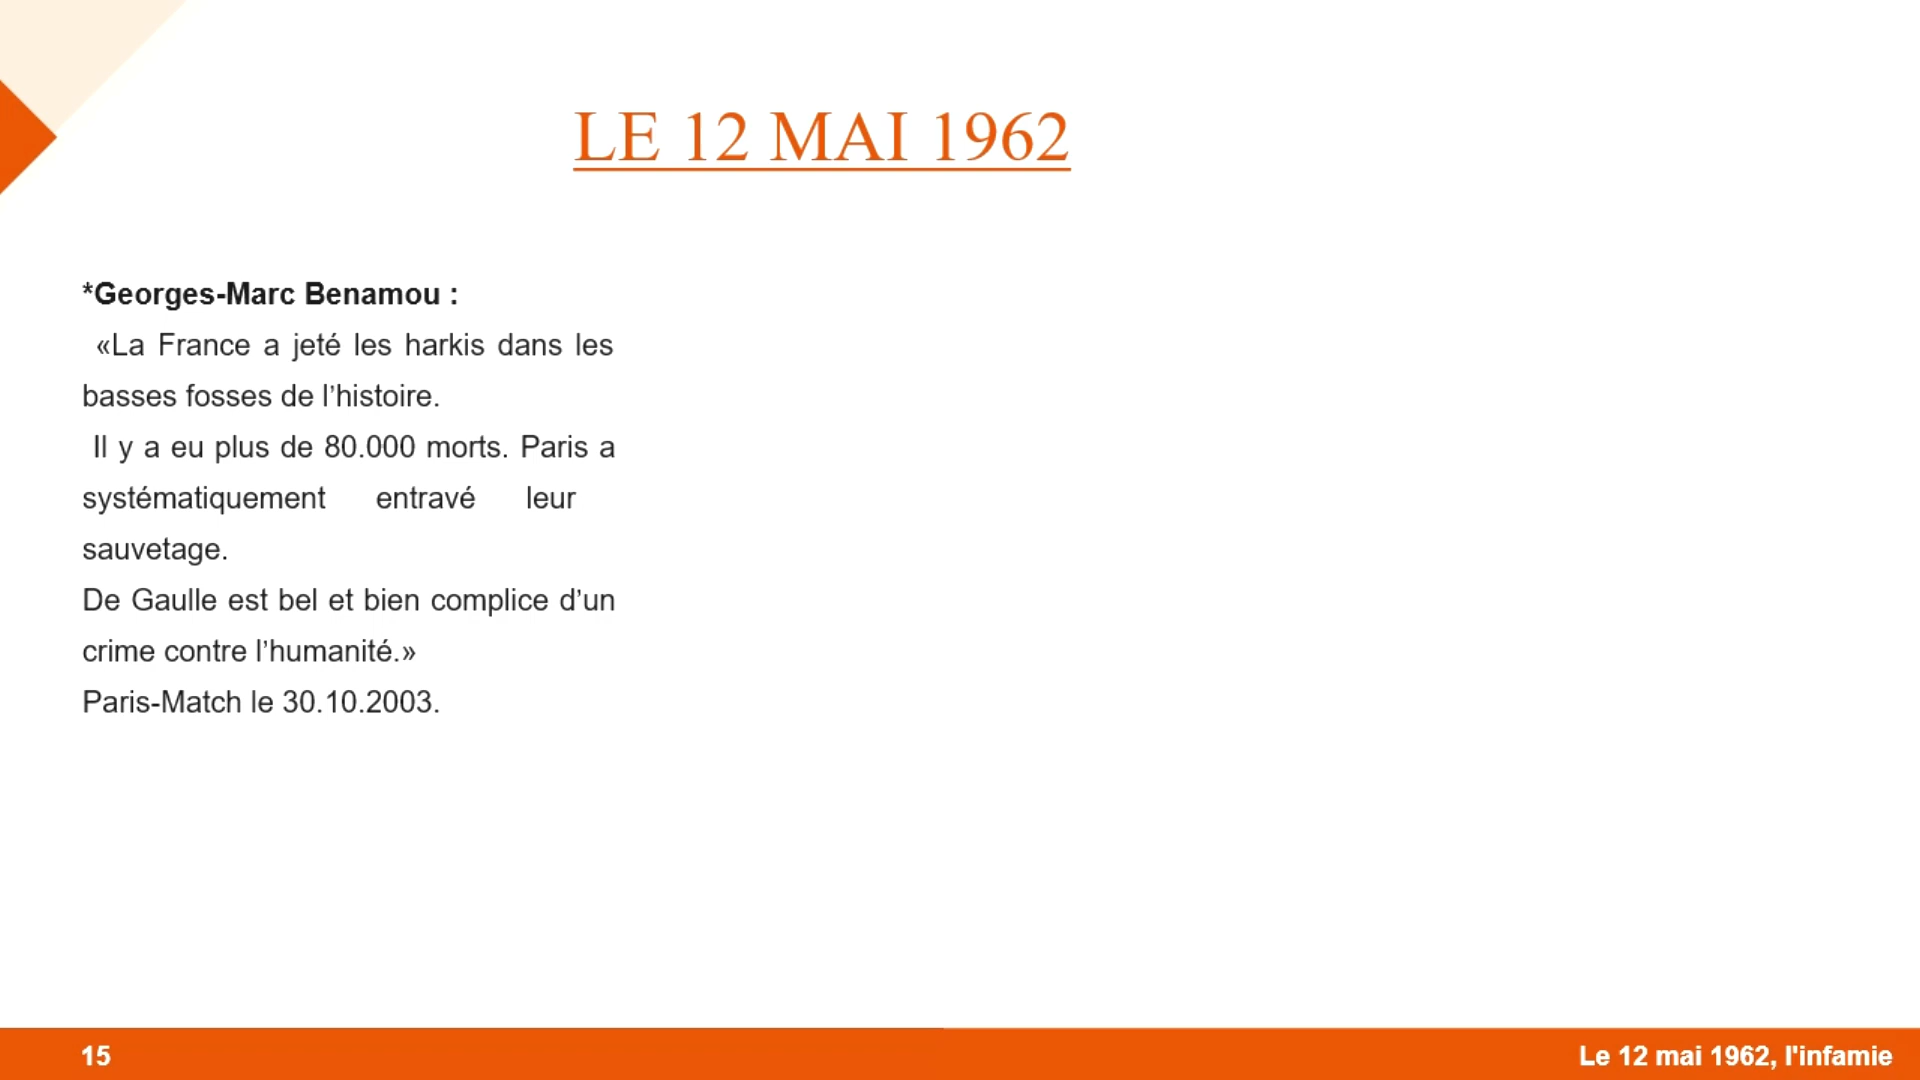 LE 12 MAI 1962
*Georges-Marc Benamou :
«La France a jeté les harkis dans les
basses fosses de l’histoire.
Il y a eu plus de 80.000 morts. Paris a
systématiquement entravé leur
sauvetage.
De Gaulle est bel et bien complice d’un
crime contre l’humanité.»
Paris-Match le 30.10.2003.
15
Le 12 mai 1962, l'infamie